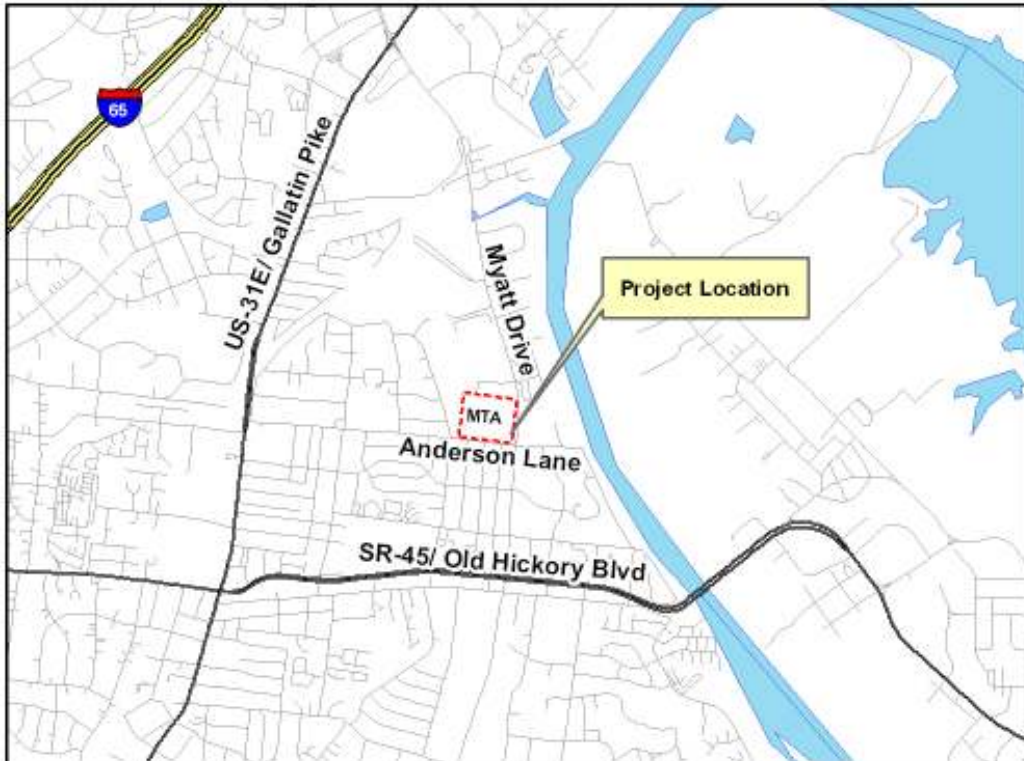 65
US-31E/ Gallatin Pike
Myatt Drive
Project Location
MTA
Anderson Lane
SR-45/ Old Hickory Blvd